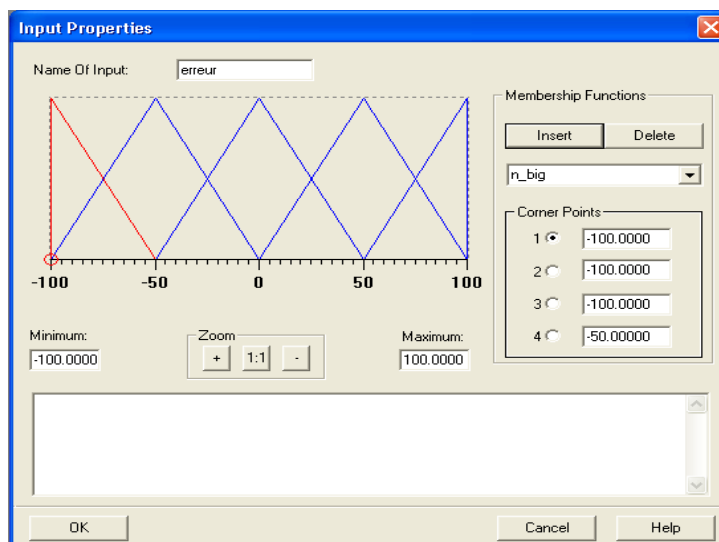 Input Properties
Name Of Input: erreur
-100 -50 0 50 100
Minimum:
-100.0000
Zoom
+ 1:1 -
Maximum:
100.0000
Membership Functions
Insert Delete
n_big
Corner Points
1 -100.0000
2 -100.0000
3 -100.0000
4 -50.00000
OK Cancel Help